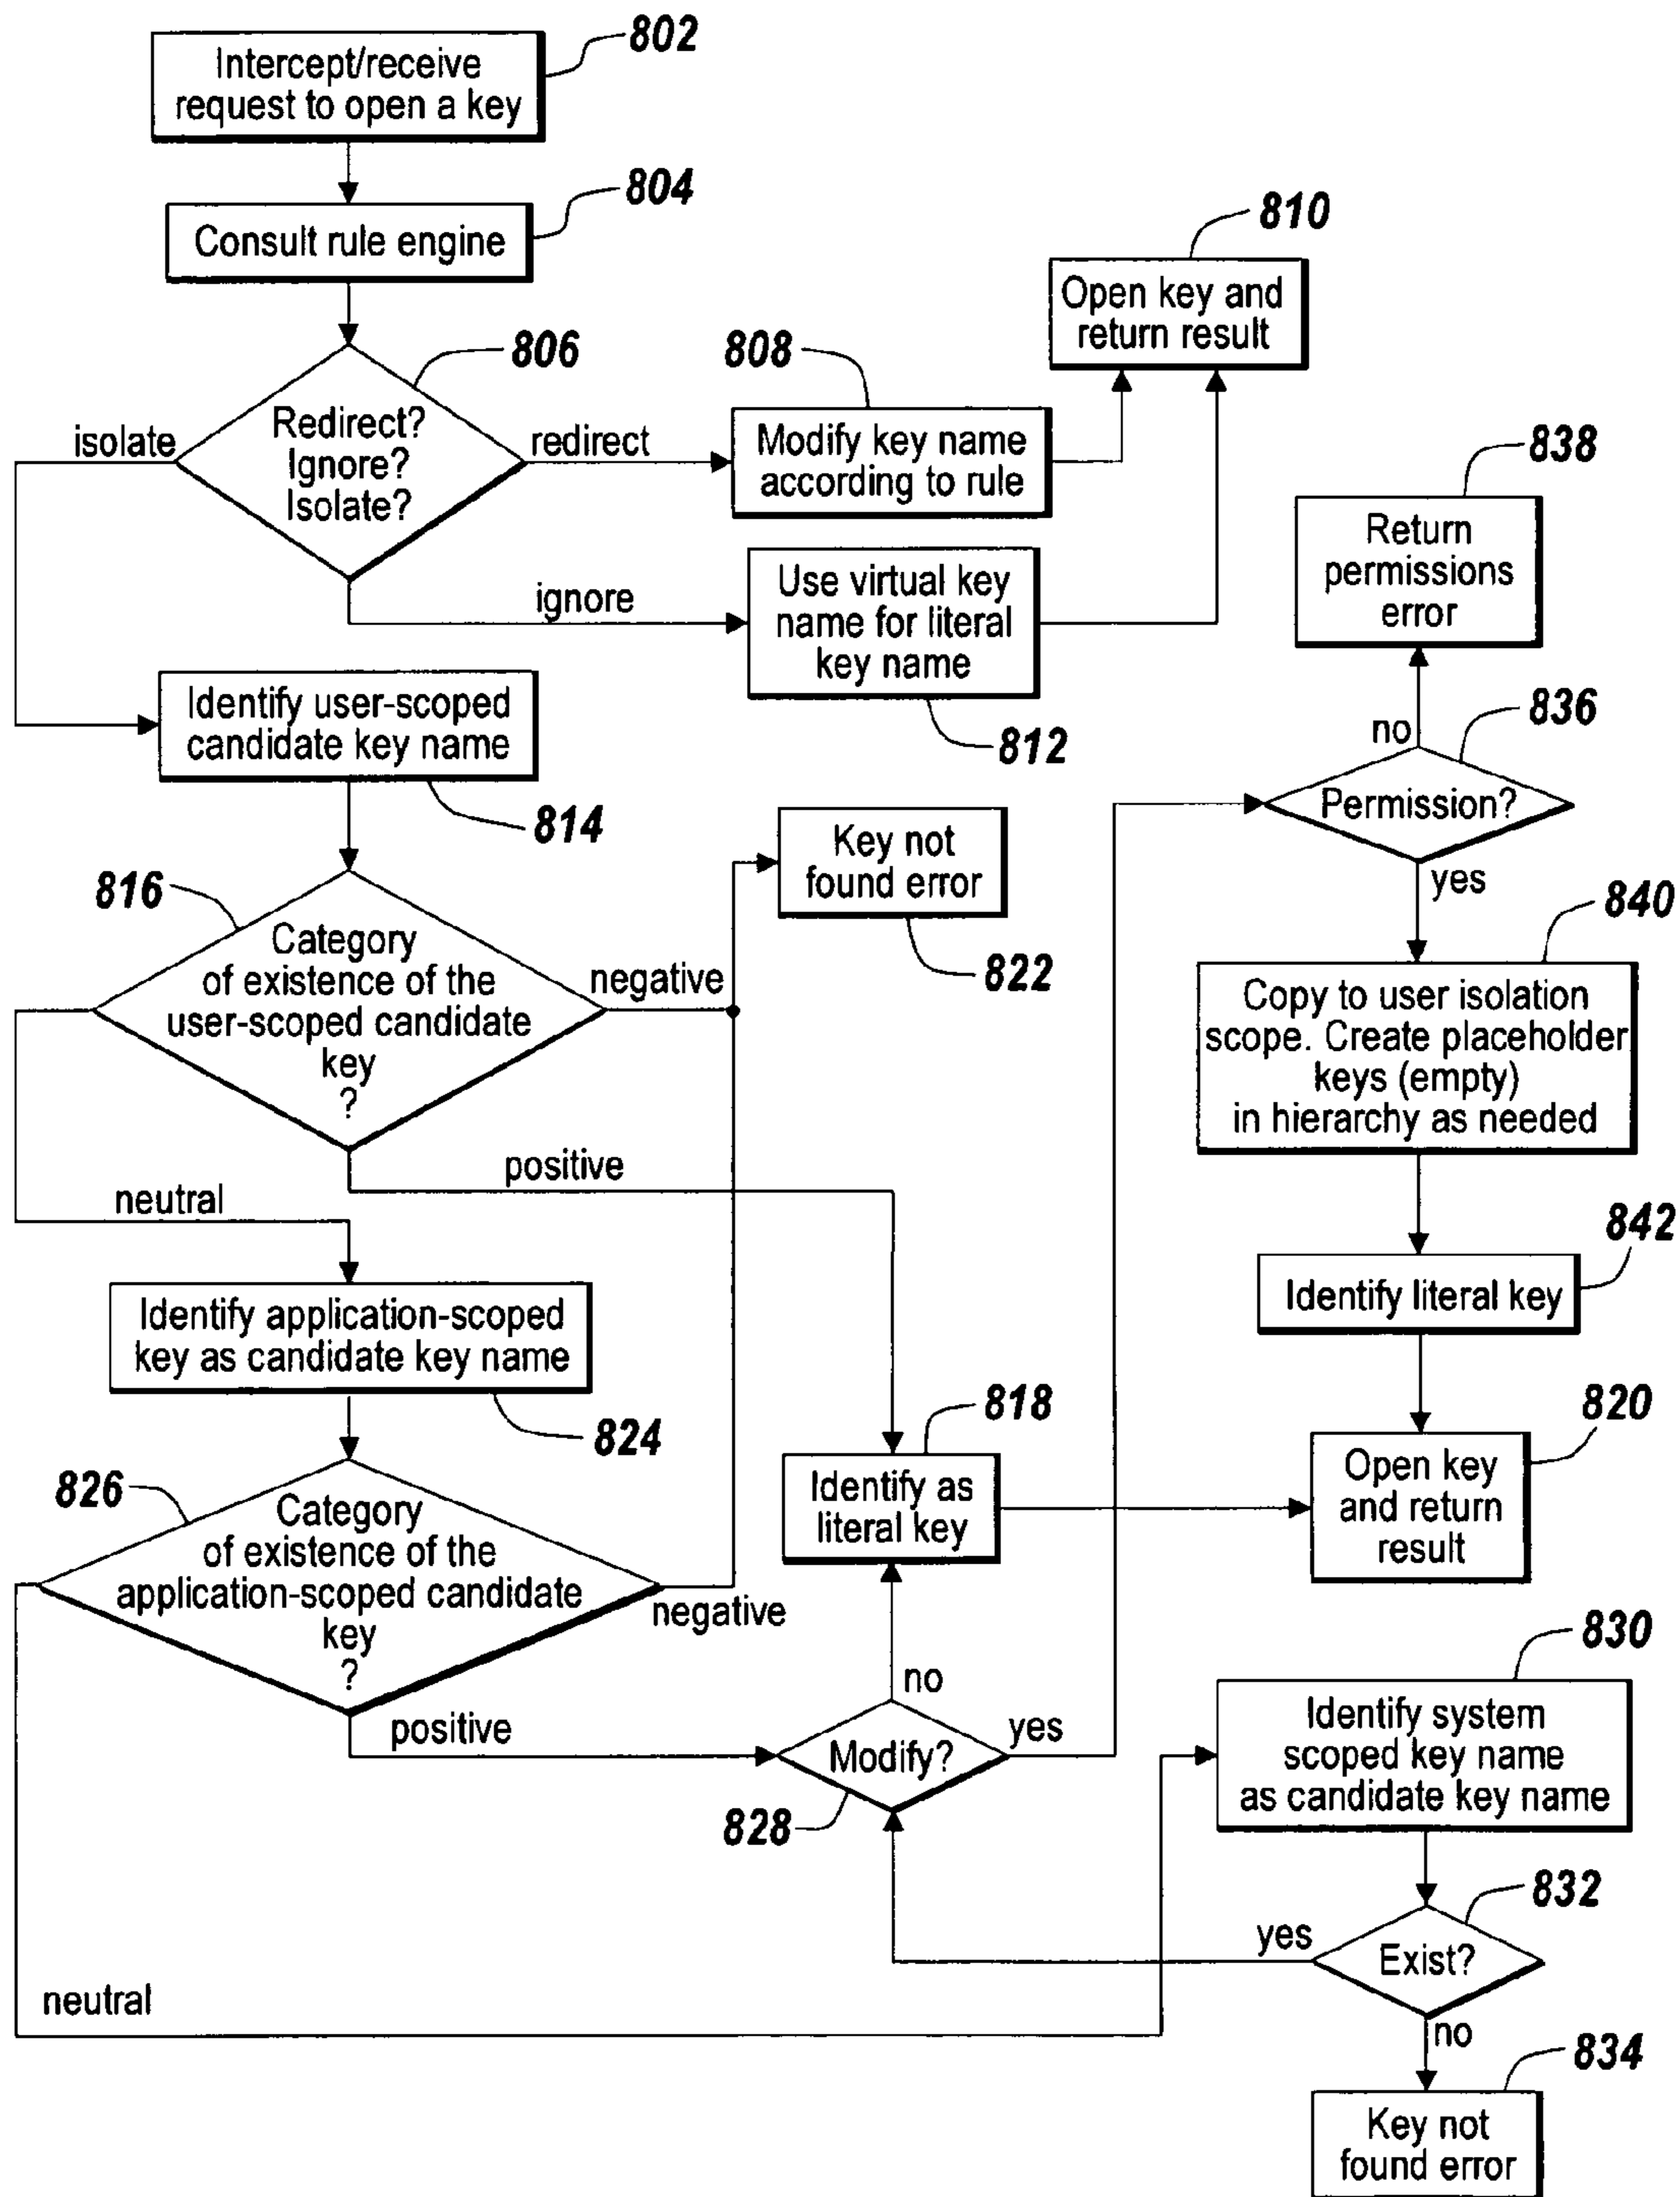 802
Intercept/receive
request to open a key
804
Consult rule engine
810
Open key and
return result
806
Redirect?
Ignore?
Isolate?
isolate
redirect
808
Modify key name
according to rule
838
Return
permissions
error
ignore
Use virtual key
name for literal
key name
812
Identify user-scoped
candidate key name
814
836
no
Permission?
yes
Key not
found error
822
816
Category
of existence of the
user-scoped candidate
key
?
negative
840
Copy to user isolation
scope. Create placeholder
keys (empty)
in hierarchy as needed
positive
neutral
842
Identify literal key
Identify application-scoped
key as candidate key name
824
818
Identify as
literal key
820
Open key
and return
result
826
Category
of existence of the
application-scoped candidate
key
?
negative
positive
no
Modify?
yes
828
830
Identify system
scoped key name
as candidate key name
832
yes
Exist?
neutral
no
834
Key not
found error